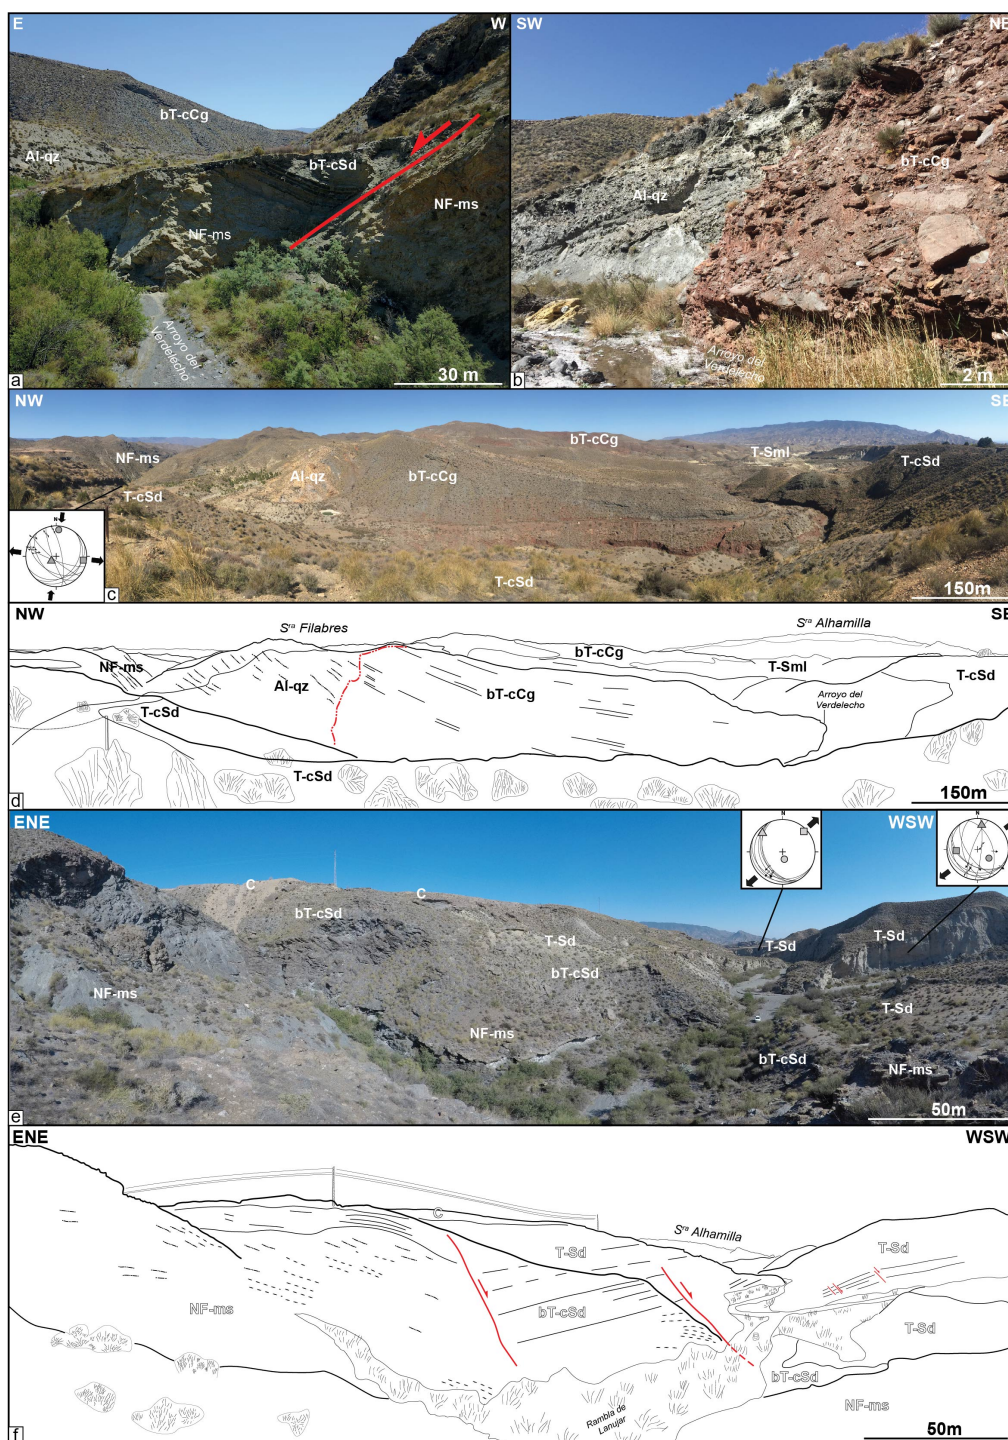 E
W
bT-cCg
Al-qz
bT-cSd
NF-ms
NF-ms
Arroyo del
Verdelecho
a
30 m
SW
NE
Al-qz
bT-cCg
Arroyo del
Verdelecho
b
2 m
NW
SE
bT-cCg
NF-ms
T-Sml
Al-qz
bT-cCg
T-cSd
T-cSd
N
T-cSd
c
150m
NW
SE
Sra Filabres
Sra Alhamilla
bT-cCg
NF-ms
T-Sml
T-cSd
Al-qz
bT-cCg
Arroyo del
Verdelecho
T-cSd
T-cSd
d
150m
ENE
WSW
N
N
C
C
bT-cSd
T-Sd
T-Sd
T-Sd
bT-cSd
NF-ms
T-Sd
NF-ms
bT-cSd
NF-ms
e
50m
ENE
WSW
C
Sra Alhamilla
T-Sd
T-Sd
NF-ms
bT-cSd
T-Sd
bT-cSd
NF-ms
Rambla de
Lanujar
f
50m